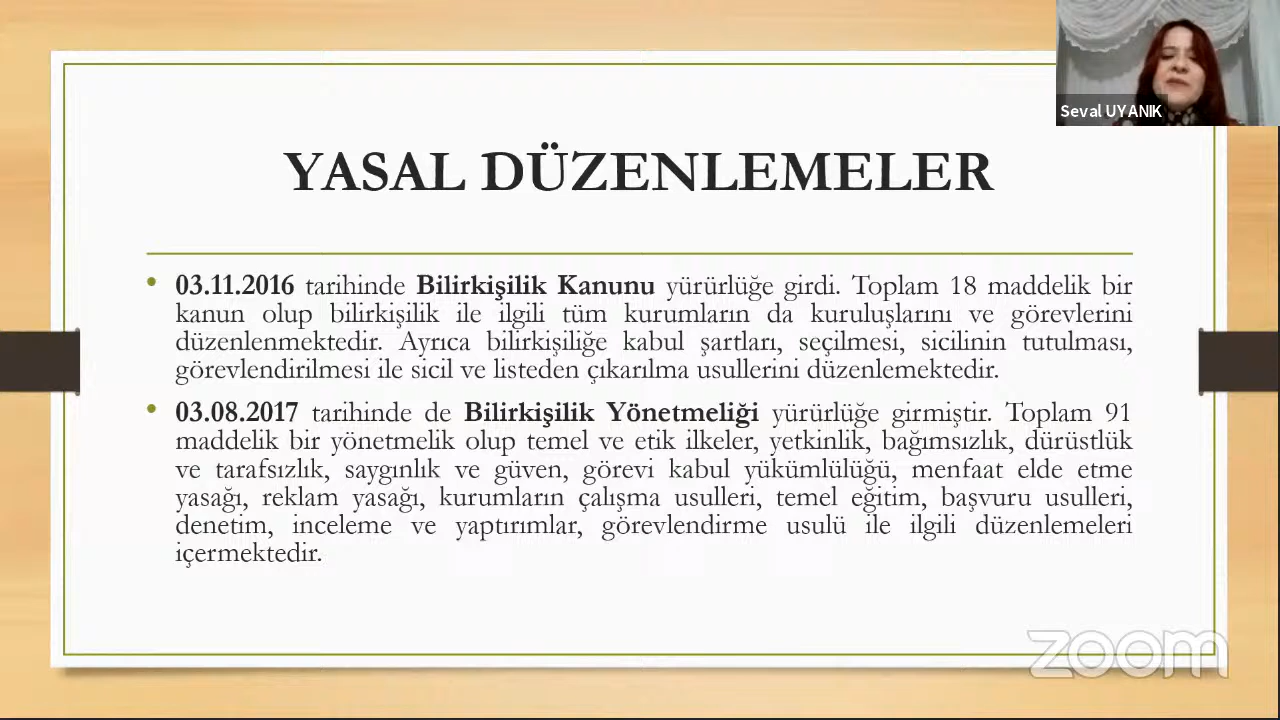 Seval UYANIK
YASAL DÜZENLEMELER
• 03.11.2016 tarihinde Bilirkişilik Kanunu yürürlüğe girdi. Toplam 18 maddelik bir
kanun olup bilirkişilik ile ilgili tüm kurumların da kuruluşlarını ve görevlerini
düzenlenmektedir. Ayrıca bilirkişiliğe kabul şartları, seçilmesi, sicilinin tutulması,
görevlendirilmesi ile sicil ve listeden çıkarılma usullerini düzenlemektedir.
• 03.08.2017 tarihinde de Bilirkişilik Yönetmeliği yürürlüğe girmiştir. Toplam 91
maddelik bir yönetmelik olup temel ve etik ilkeler, yetkinlik, bağımsızlık, dürüstlük
ve tarafsızlık, saygınlık ve güven, görevi kabul yükümlülüğü, menfaat elde etme
yasağı, reklam yasağı, kurumların çalışma usulleri, temel eğitim, başvuru usulleri,
denetim, inceleme ve yaptırımlar, görevlendirme usulü ile ilgili düzenlemeleri
içermektedir.
zoom